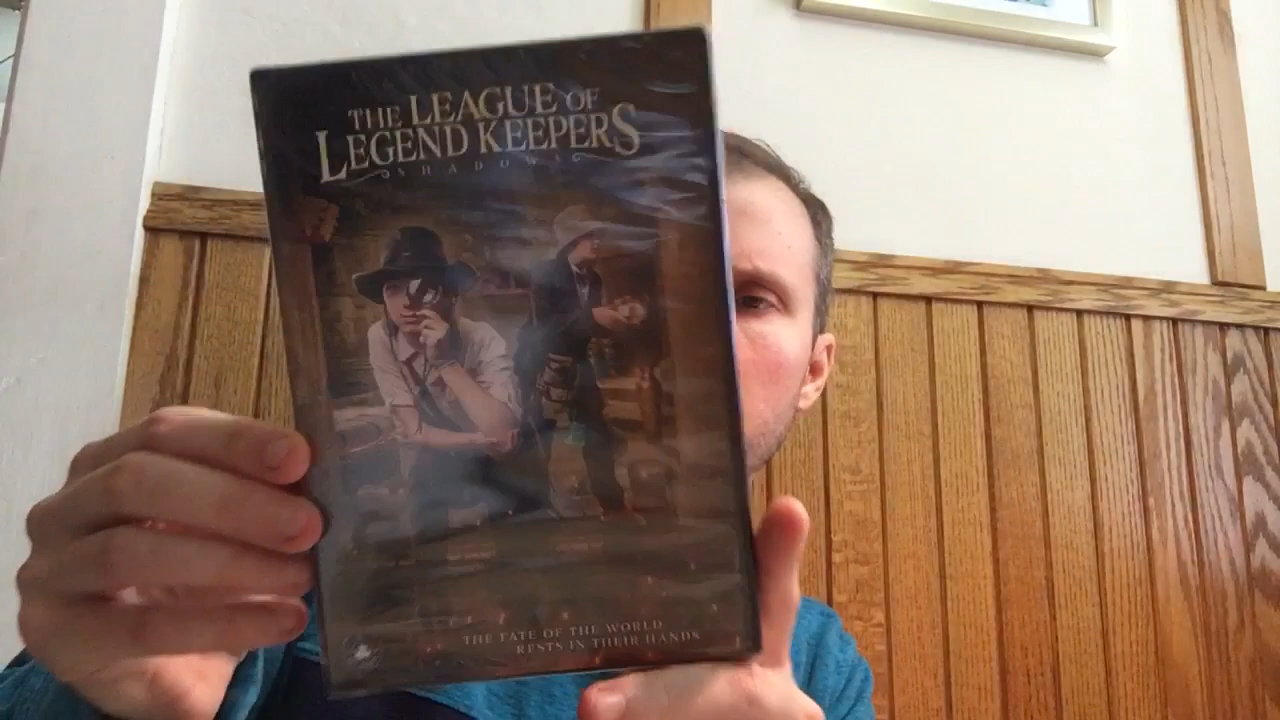 THE LEAGUE OF
LEGEND KEEPERS
SHADOWS
THE FATE OF THE WORLD
RESTS IN THEIR HANDS